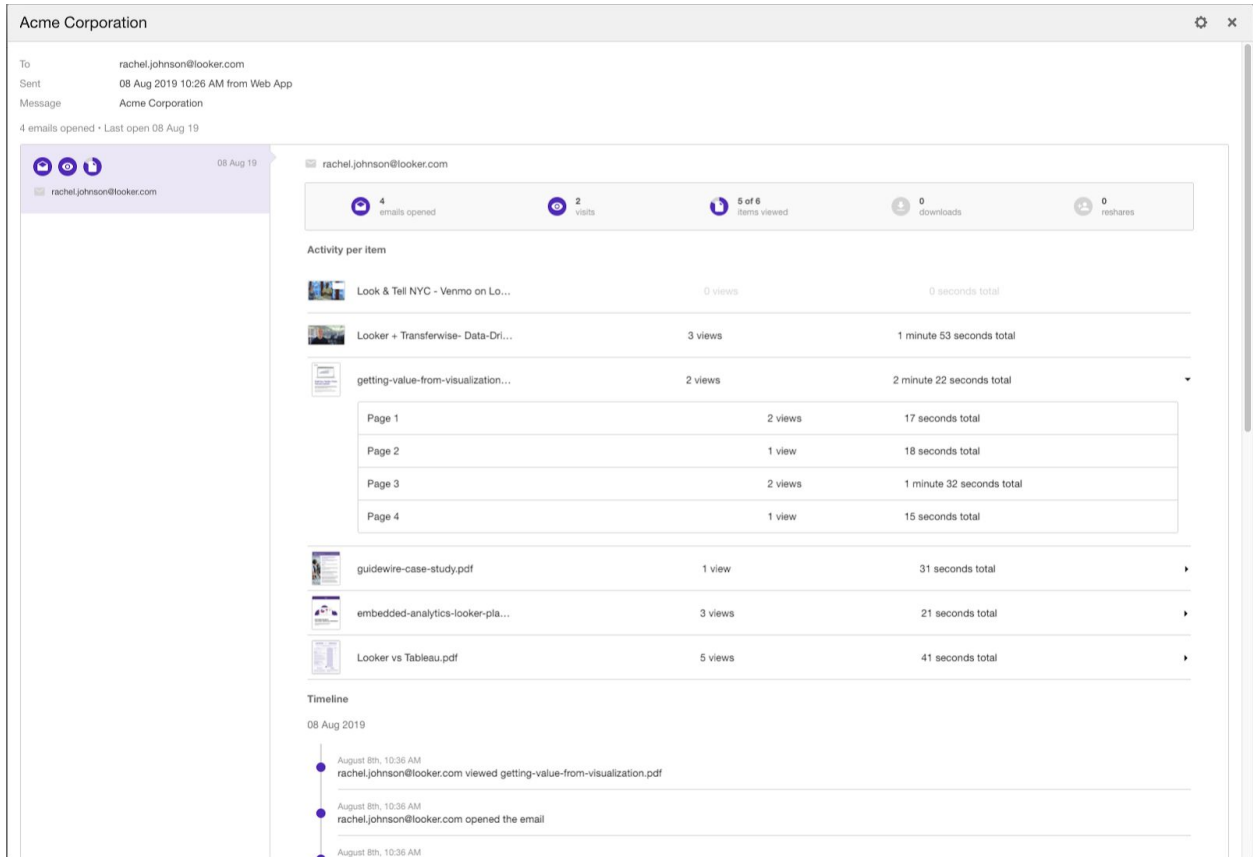 Acme Corporation
To rachel.johnson@looker.com
Sent 08 Aug 2019 10:26 AM from Web App
Message Acme Corporation
4 emails opened • Last open 08 Aug 19
08 Aug 19
rachel.johnson@looker.com
rachel.johnson@looker.com
4 emails opened
2 visits
5 of 6 items viewed
0 downloads
0 reshares
Activity per item
Look & Tell NYC - Venmo on Lo... 0 views 0 seconds total
Looker + Transferwise- Data-Dri... 3 views 1 minute 53 seconds total
getting-value-from-visualization... 2 views 2 minute 22 seconds total
Page 1 2 views 17 seconds total
Page 2 1 view 18 seconds total
Page 3 2 views 1 minute 32 seconds total
Page 4 1 view 15 seconds total
guidewire-case-study.pdf 1 view 31 seconds total
embedded-analytics-looker-pla... 3 views 21 seconds total
Looker vs Tableau.pdf 5 views 41 seconds total
Timeline
08 Aug 2019
August 8th, 10:36 AM
rachel.johnson@looker.com viewed getting-value-from-visualization.pdf
August 8th, 10:36 AM
rachel.johnson@looker.com opened the email
August 8th, 10:36 AM